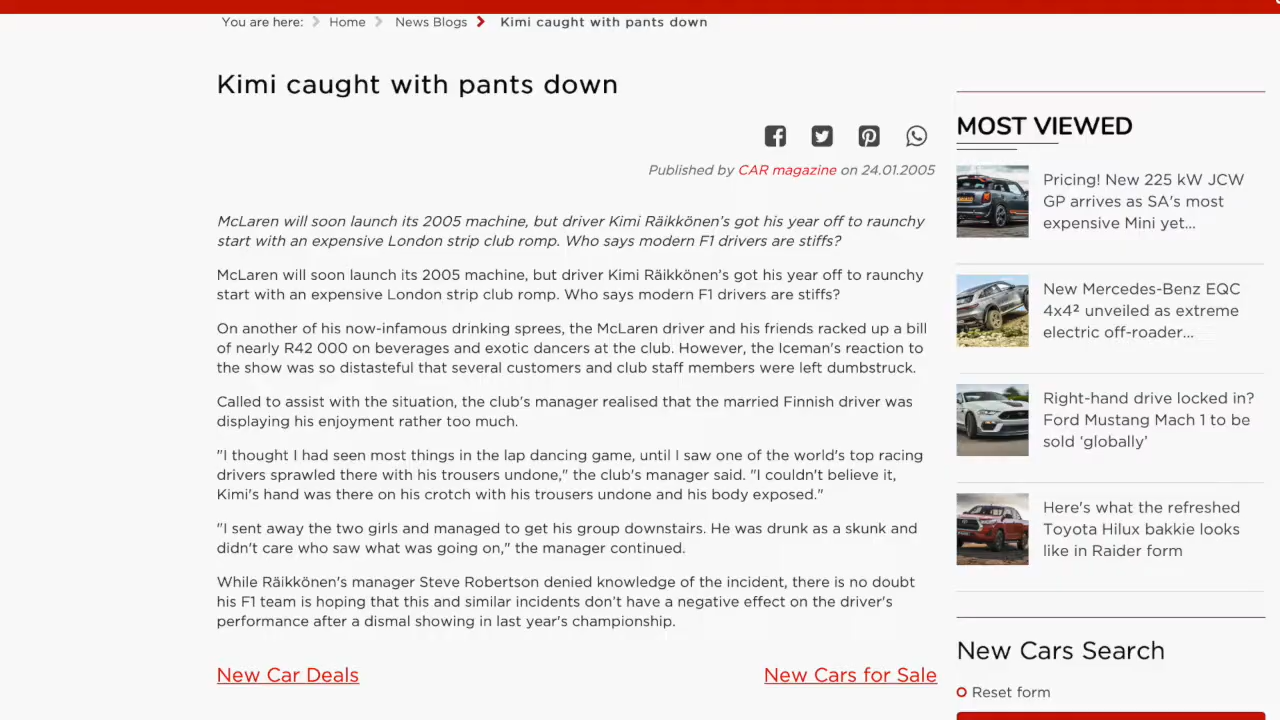 You are here: Home News Blogs Kimi caught with pants down
Kimi caught with pants down
Published by CAR magazine on 24.01.2005
McLaren will soon launch its 2005 machine, but driver Kimi Räikkönen's got his year off to raunchy
start with an expensive London strip club romp. Who says modern F1 drivers are stiffs?
McLaren will soon launch its 2005 machine, but driver Kimi Räikkönen's got his year off to raunchy
start with an expensive London strip club romp. Who says modern F1 drivers are stiffs?
On another of his now-infamous drinking sprees, the McLaren driver and his friends racked up a bill
of nearly R42 000 on beverages and exotic dancers at the club. However, the Iceman's reaction to
the show was so distasteful that several customers and club staff members were left dumbstruck.
Called to assist with the situation, the club's manager realised that the married Finnish driver was
displaying his enjoyment rather too much.
"I thought I had seen most things in the lap dancing game, until I saw one of the world's top racing
drivers sprawled there with his trousers undone," the club's manager said. "I couldn't believe it,
Kimi's hand was there on his crotch with his trousers undone and his body exposed."
"I sent away the two girls and managed to get his group downstairs. He was drunk as a skunk and
didn't care who saw what was going on," the manager continued.
While Räikkönen's manager Steve Robertson denied knowledge of the incident, there is no doubt
his F1 team is hoping that this and similar incidents don't have a negative effect on the driver's
performance after a dismal showing in last year's championship.
New Car Deals
New Cars for Sale
MOST VIEWED
Pricing! New 225 kW JCW
GP arrives as SA's most
expensive Mini yet...
New Mercedes-Benz EQC
4x4² unveiled as extreme
electric off-roader...
Right-hand drive locked in?
Ford Mustang Mach 1 to be
sold 'globally'
Here's what the refreshed
Toyota Hilux bakkie looks
like in Raider form
New Cars Search
Reset form